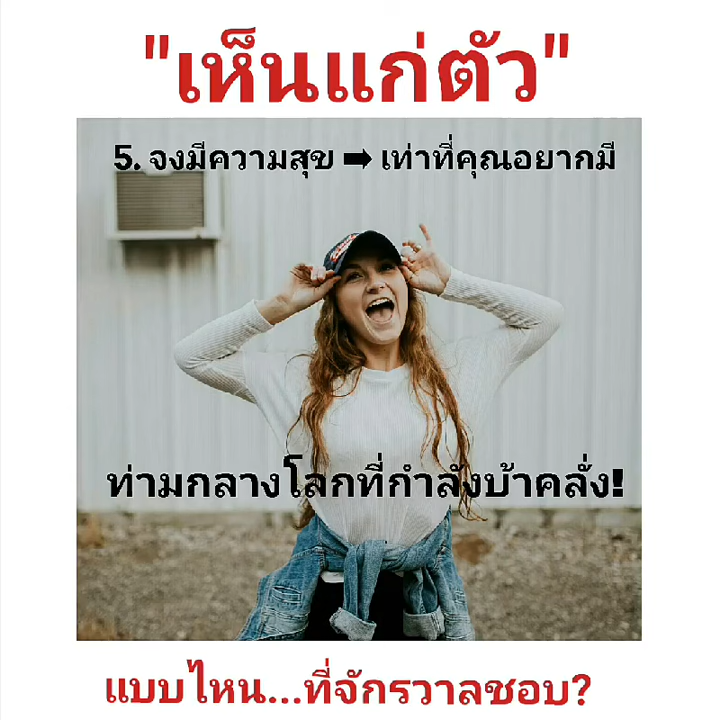 "เห็นแก่ตัว"
5. จงมีความสุข ➡ เท่าที่คุณอยากมี
ท่ามกลางโลกที่กำลังบ้าคลั่ง!
แบบไหน...ที่จักรวาลชอบ?